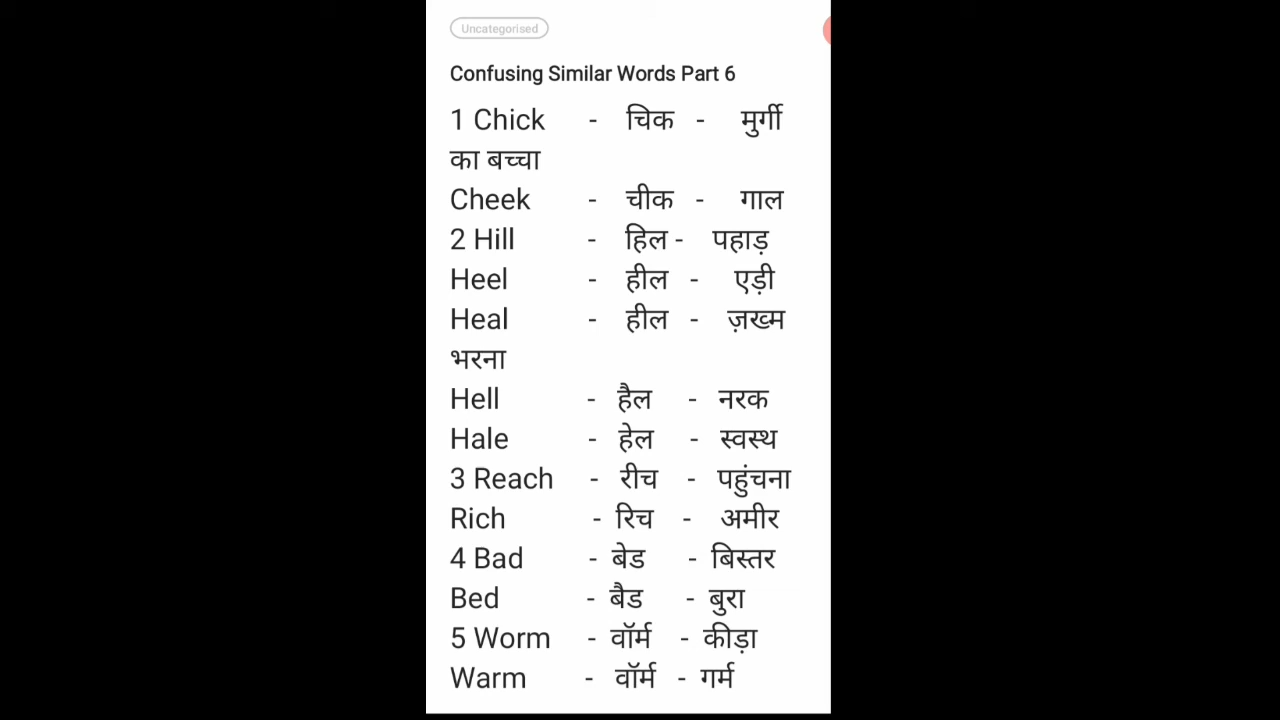 Uncategorised
Confusing Similar Words Part 6
1 Chick - चिक - मुर्गी
का बच्चा
Cheek - चीक - गाल
2 Hill - हिल - पहाड़
Heel - हील - एड़ी
Heal - हील - ज़ख्म
भरना
Hell - हैल - नरक
Hale - हेल - स्वस्थ
3 Reach - रीच - पहुंचना
Rich - रिच - अमीर
4 Bad - बेड - बिस्तर
Bed - बैड - बुरा
5 Worm - वॉर्म - कीड़ा
Warm - वॉर्म - गर्म